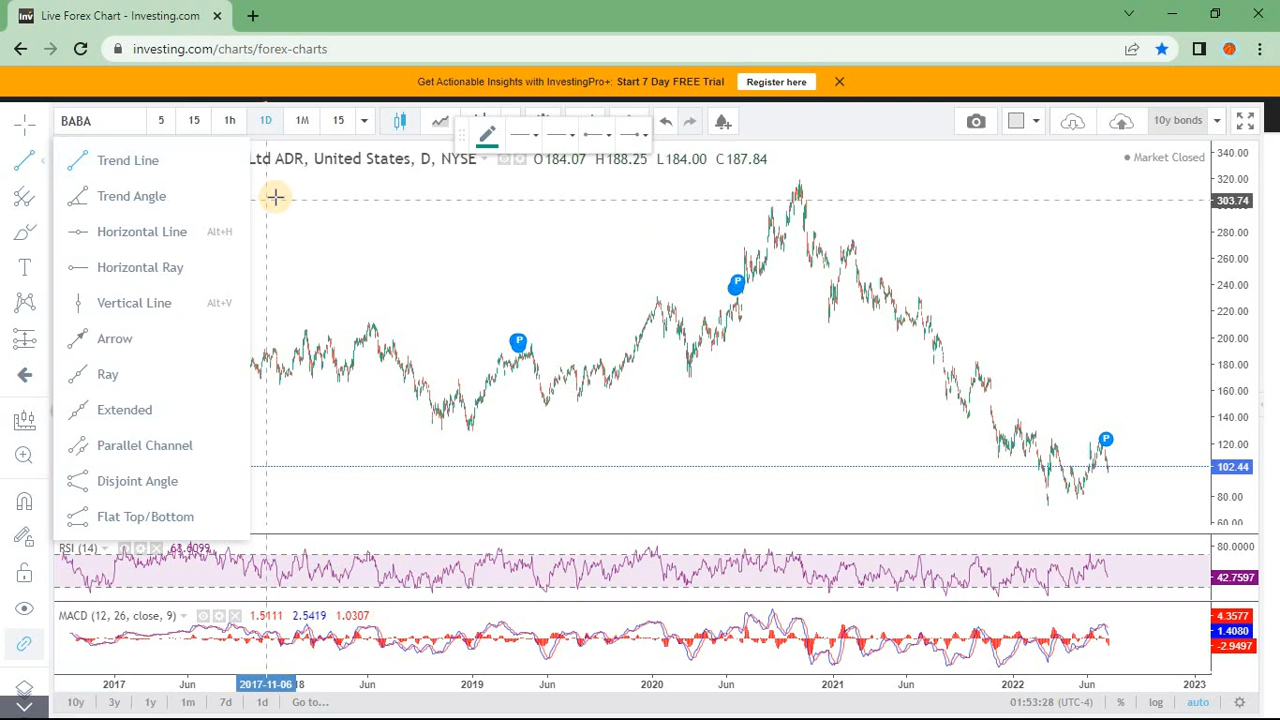 Live Forex Chart - Investing.com
investing.com/charts/forex-charts
Get Actionable Insights with InvestingPro+: Start 7 Day FREE Trial Register here
BABA 5 15 1h 1D 1M 15 10y bonds
Ltd ADR, United States, D, NYSE O184.07 H188.25 L184.00 C187.84
Market Closed
Trend Line
Trend Angle
Horizontal Line Alt+H
Horizontal Ray
Vertical Line Alt+V
Arrow
Ray
Extended
Parallel Channel
Disjoint Angle
Flat Top/Bottom
340.00
320.00
303.74
280.00
260.00
240.00
220.00
200.00
180.00
160.00
140.00
120.00
102.44
80.00
60.00
P
P
P
RSI (14)
80.0000
42.7597
MACD (12, 26, close, 9) 1.5111 2.5419 1.0307
4.3577
1.4080
-2.9497
2017 Jun 2017-11-06 Jun 2019 Jun 2020 Jun 2021 Jun 2022 Jun 2023
10y 3y 1y 1m 7d 1d Go to... 01:53:28 (UTC-4) % log auto